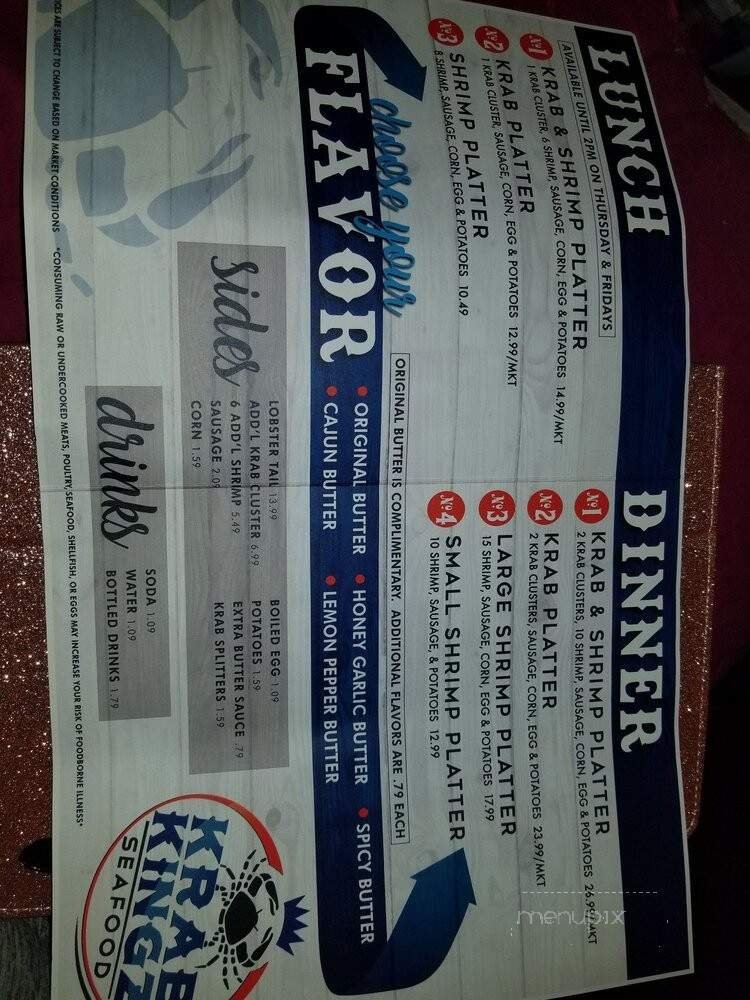 LUNCH
AVAILABLE UNTIL 2PM ON THURSDAY & FRIDAYS
No1 KRAB & SHRIMP PLATTER
1 KRAB CLUSTER, 6 SHRIMP, SAUSAGE, CORN, EGG & POTATOES 14.99/MKT
No2 KRAB PLATTER
1 KRAB CLUSTER, SAUSAGE, CORN, EGG & POTATOES 12.99/MKT
No3 SHRIMP PLATTER
8 SHRIMP, SAUSAGE, CORN, EGG & POTATOES 10.49
DINNER
No1 KRAB & SHRIMP PLATTER
2 KRAB CLUSTERS, 10 SHRIMP, SAUSAGE, CORN, EGG & POTATOES 26.99/MKT
No2 KRAB PLATTER
2 KRAB CLUSTERS, SAUSAGE, CORN, EGG & POTATOES 23.99/MKT
No3 LARGE SHRIMP PLATTER
15 SHRIMP, SAUSAGE, CORN, EGG & POTATOES 17.99
No4 SMALL SHRIMP PLATTER
10 SHRIMP, SAUSAGE, & POTATOES 12.99
choose your
FLAVOR
ORIGINAL BUTTER IS COMPLIMENTARY. ADDITIONAL FLAVORS ARE .79 EACH
• ORIGINAL BUTTER • HONEY GARLIC BUTTER • SPICY BUTTER
• CAJUN BUTTER • LEMON PEPPER BUTTER
sides
LOBSTER TAIL 13.99
ADD'L KRAB CLUSTER 6.99
6 ADD'L SHRIMP 5.49
SAUSAGE 2.09
CORN 1.59
BOILED EGG 1.09
POTATOES 1.59
EXTRA BUTTER SAUCE .79
KRAB SPLITTERS 1.59
drinks
SODA 1.09
WATER 1.09
BOTTLED DRINKS 1.79
KRAB
KINGZ
SEAFOOD
ARE SUBJECT TO CHANGE BASED ON MARKET CONDITIONS *CONSUMING RAW OR UNDERCOOKED MEATS, POULTRY, SEAFOOD, SHELLFISH, OR EGGS MAY INCREASE YOUR RISK OF FOODBORNE ILLNESS*
menupix